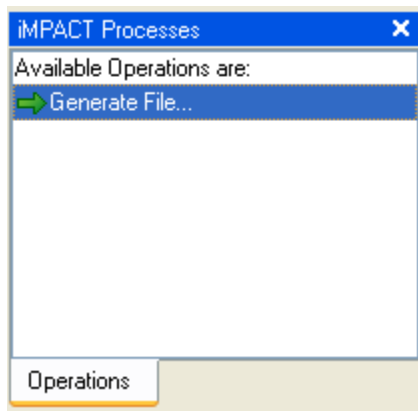 iMPACT Processes
Available Operations are:
Generate File...
Operations